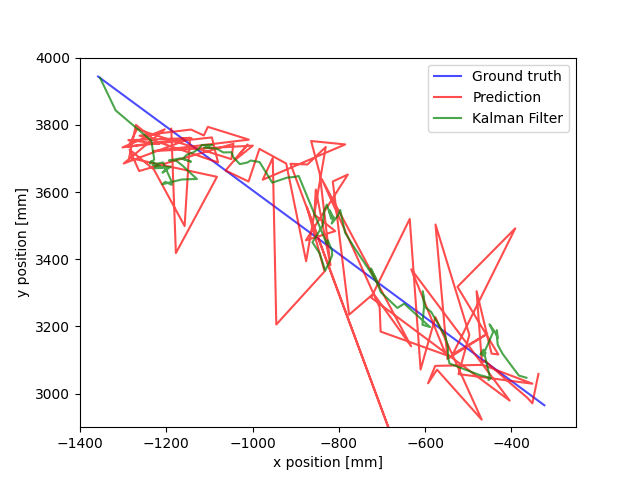 4000
3800
3600
3400
3200
3000
−1400
−1200
−1000
−800
−600
−400
y position [mm]
x position [mm]
Ground truth
Prediction
Kalman Filter